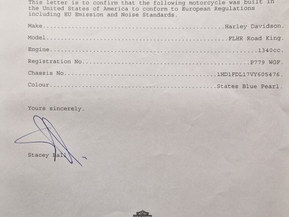 This letter is to confirm that the following motorcycle was built in
the United States of America to conform to European Regulations
including EU Emission and Noise Standards.
Make Harley Davidson.
Model FLHR Road King.
Engine 1340cc.
Registration No P779 WGF.
Chassis No
Colour States Blue Pearl.
Yours sincerely.
Stacey